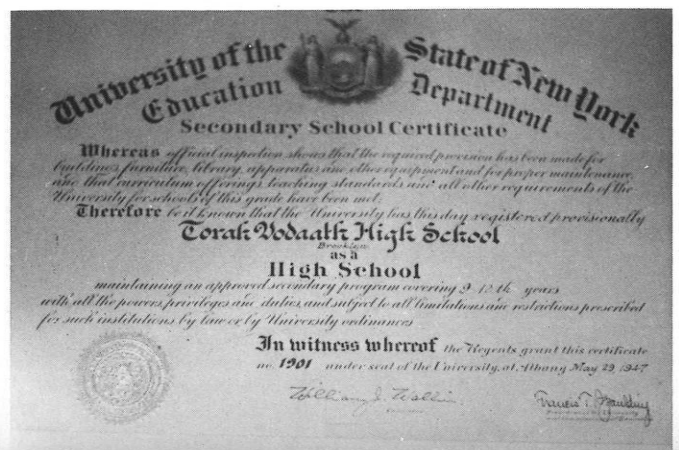 University of the State of New York
Education Department
Secondary School Certificate
Whereas official inspection shows that the required provision has been made for
buildings, furniture, library, apparatus and other equipment and for proper maintenance,
and that curriculum offerings, teaching standards and all other requirements of the
University for schools of this grade have been met;
Therefore be it known that the University has this day registered provisionally
Torah Vodaath High School
Brooklyn
as a
High School
maintaining an approved secondary program covering 9-12th years
with all the powers, privileges and duties, and subject to all limitations and restrictions prescribed
for such institutions by law or by University ordinances
In witness whereof the Regents grant this certificate
no. 1901 under seal of the University, at Albany May 29, 1947
William J. Wallin
Francis T. Spaulding